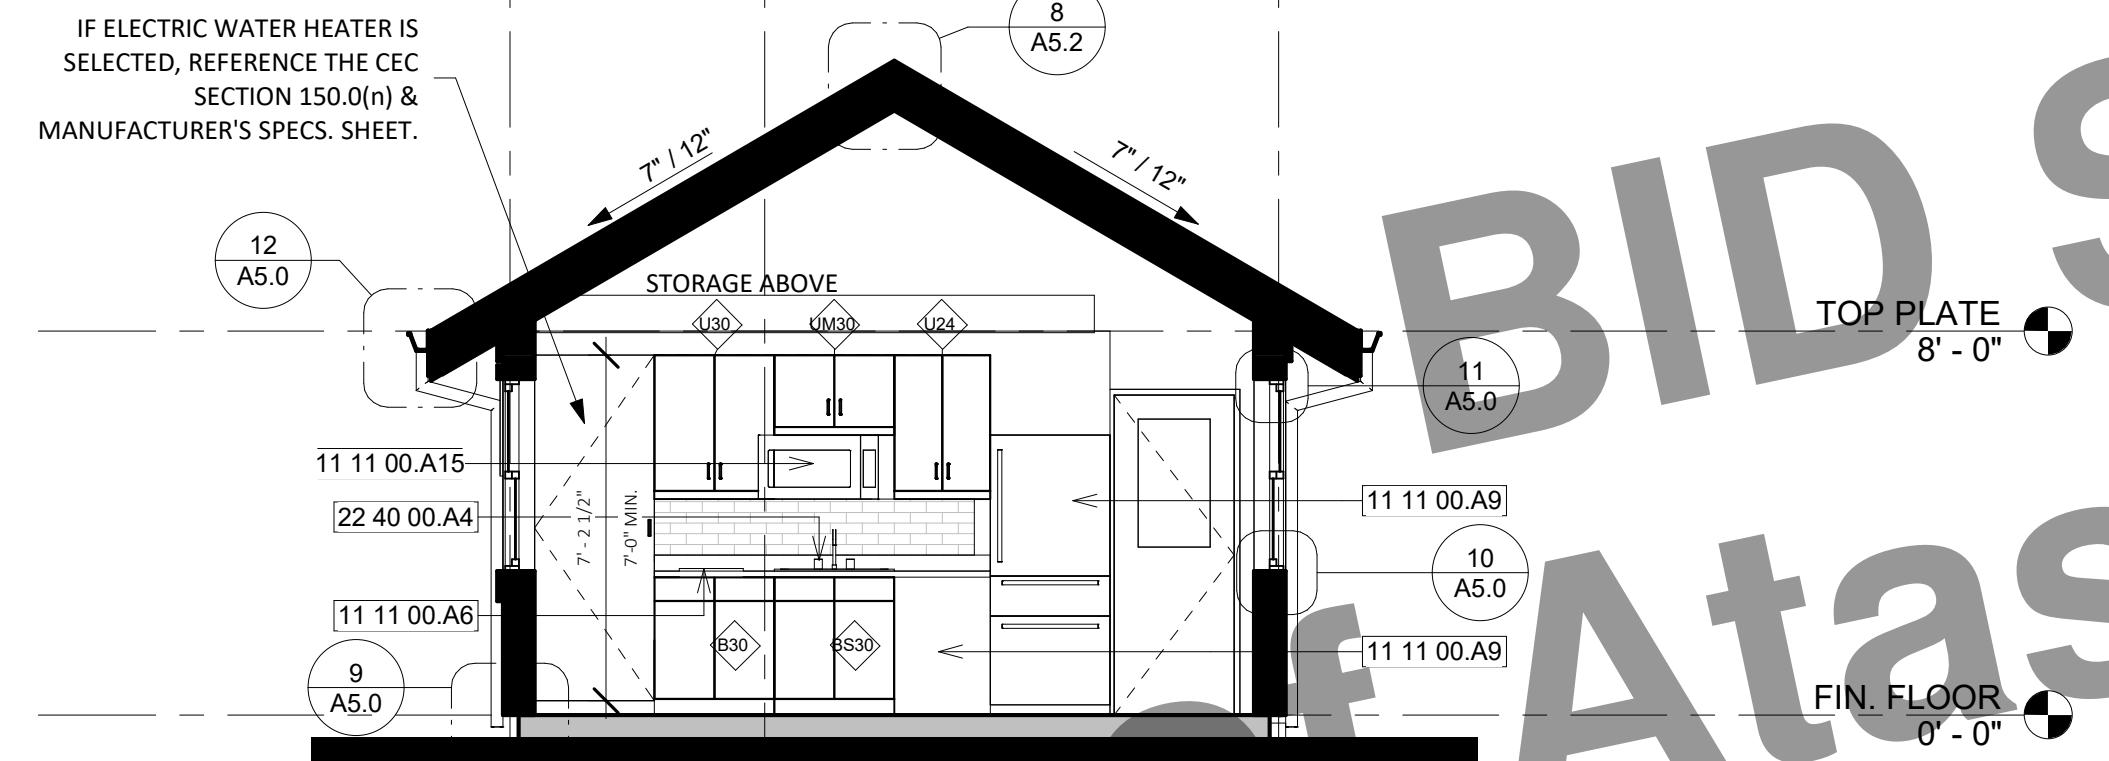 IF ELECTRIC WATER HEATER IS
SELECTED, REFERENCE THE CEC
SECTION 150.0(n) &
MANUFACTURER'S SPECS. SHEET.
8
A5.2
7" / 12"
7" / 12"
12
A5.0
STORAGE ABOVE
U30
UM30
U24
TOP PLATE
8' - 0"
11
A5.0
11 11 00.A15
22 40 00.A4
7' - 2 1/2"
7'-0" MIN.
11 11 00.A9
10
A5.0
11 11 00.A6
B30
BS30
11 11 00.A9
9
A5.0
FIN. FLOOR
0' - 0"
BID S
of Atas